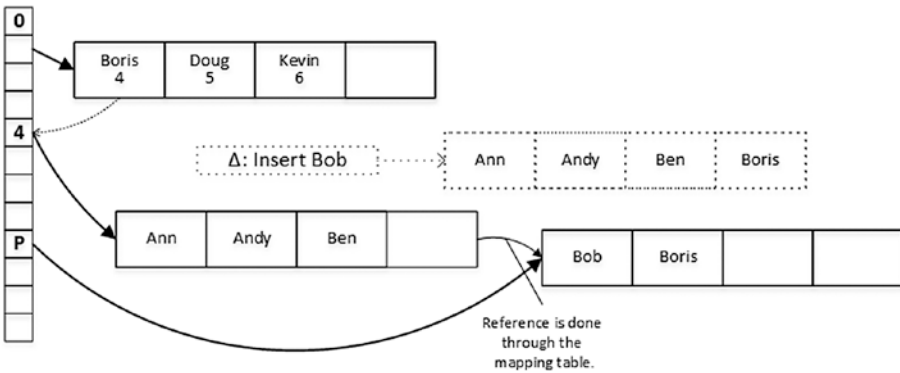 0
Boris Doug Kevin
4 5 6
4
Δ: Insert Bob
Ann Andy Ben Boris
Ann Andy Ben
P
Bob Boris
Reference is done
through the
mapping table.